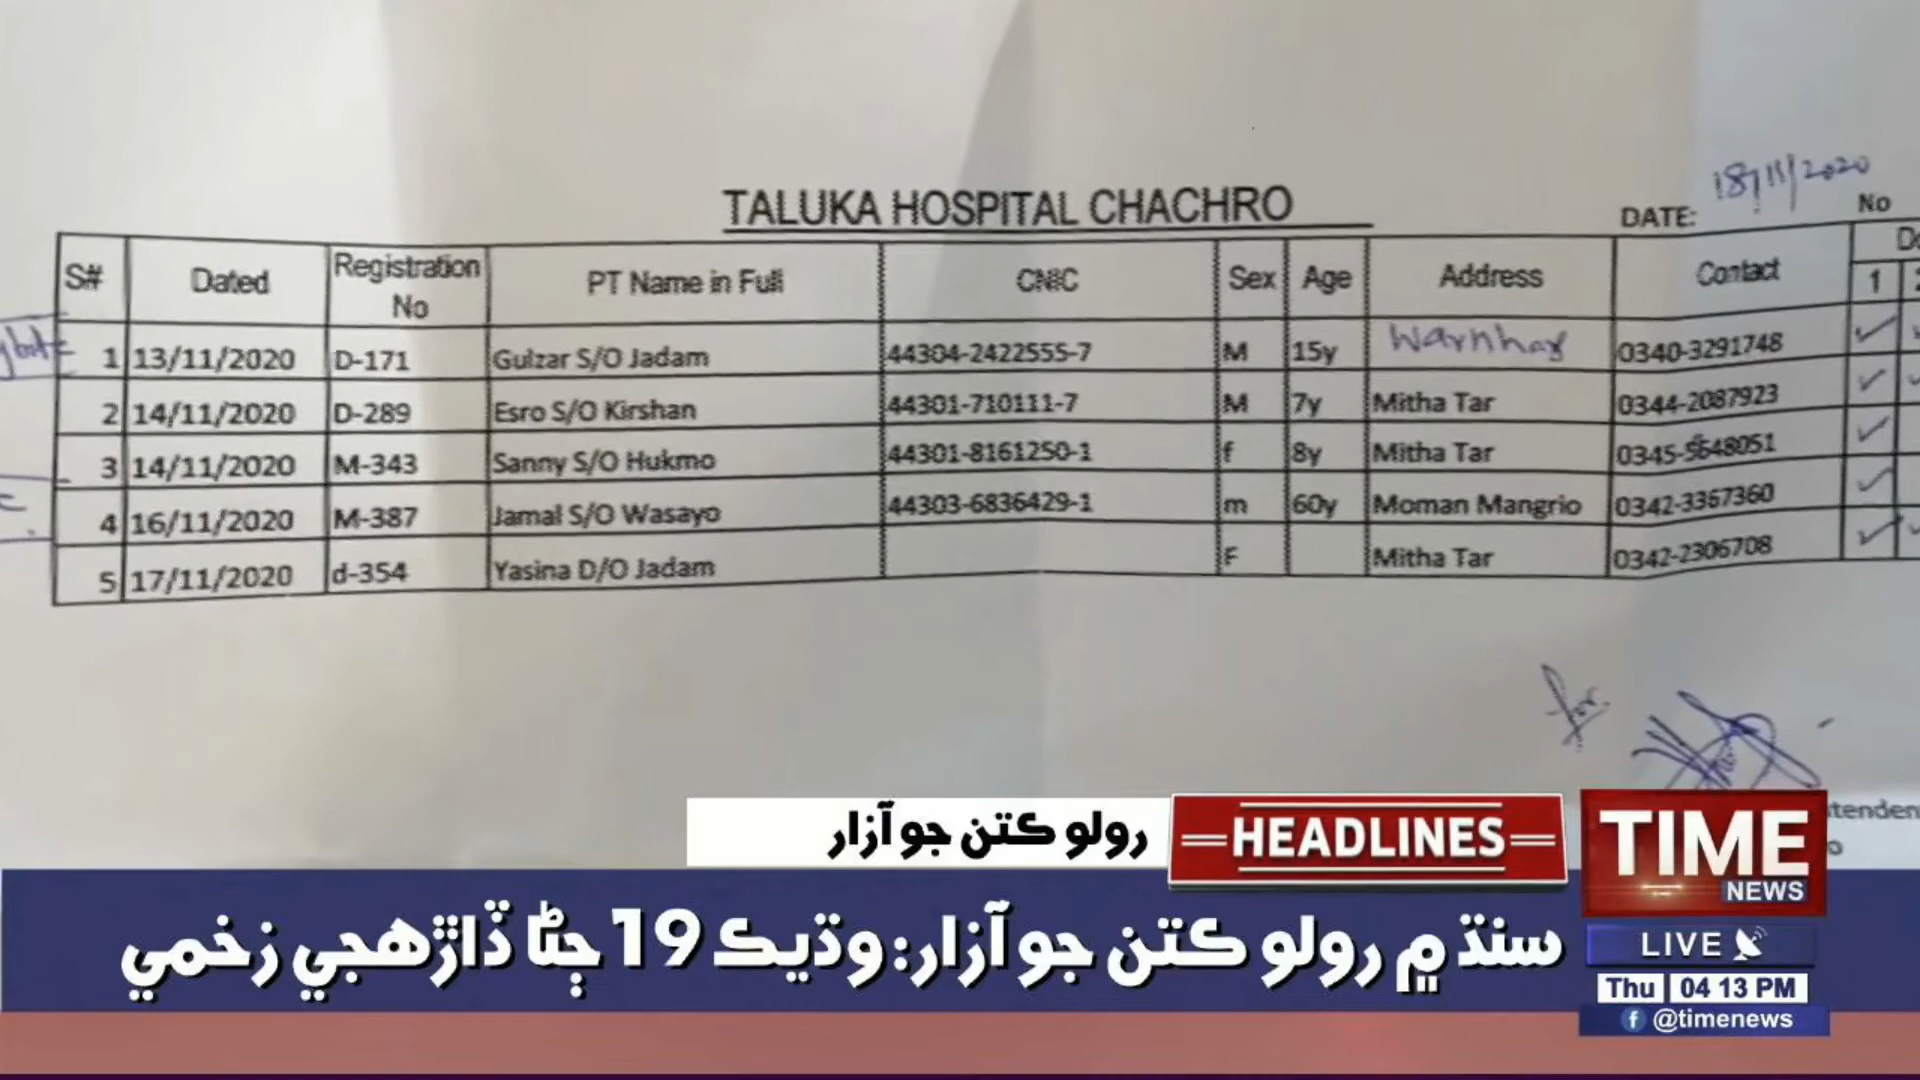 18/11/2020
TALUKA HOSPITAL CHACHRO
DATE: No
S# Dated Registration No PT Name in Full CNIC Sex Age Address Contact 1
1 13/11/2020 D-171 Gulzar S/O Jadam 44304-2422555-7 M 15y Warnhar 0340-3291748
2 14/11/2020 D-289 Esro S/O Kirshan 44301-710111-7 M 7y Mitha Tar 0344-2087923
3 14/11/2020 M-343 Sanny S/O Hukmo 44301-8161250-1 f 8y Mitha Tar 0345-5648051
4 16/11/2020 M-387 Jamal S/O Wasayo 44303-6836429-1 m 60y Moman Mangrio 0342-3367360
5 17/11/2020 d-354 Yasina D/O Jadam F Mitha Tar 0342-2306708
for
رولو ڪتن جو آزار
HEADLINES
TIME
NEWS
سنڌ ۾ رولو ڪتن جو آزار: وڌيڪ 19 ڄڻا ڏاڙهجي زخمي
LIVE
Thu 04 13 PM
@timenews